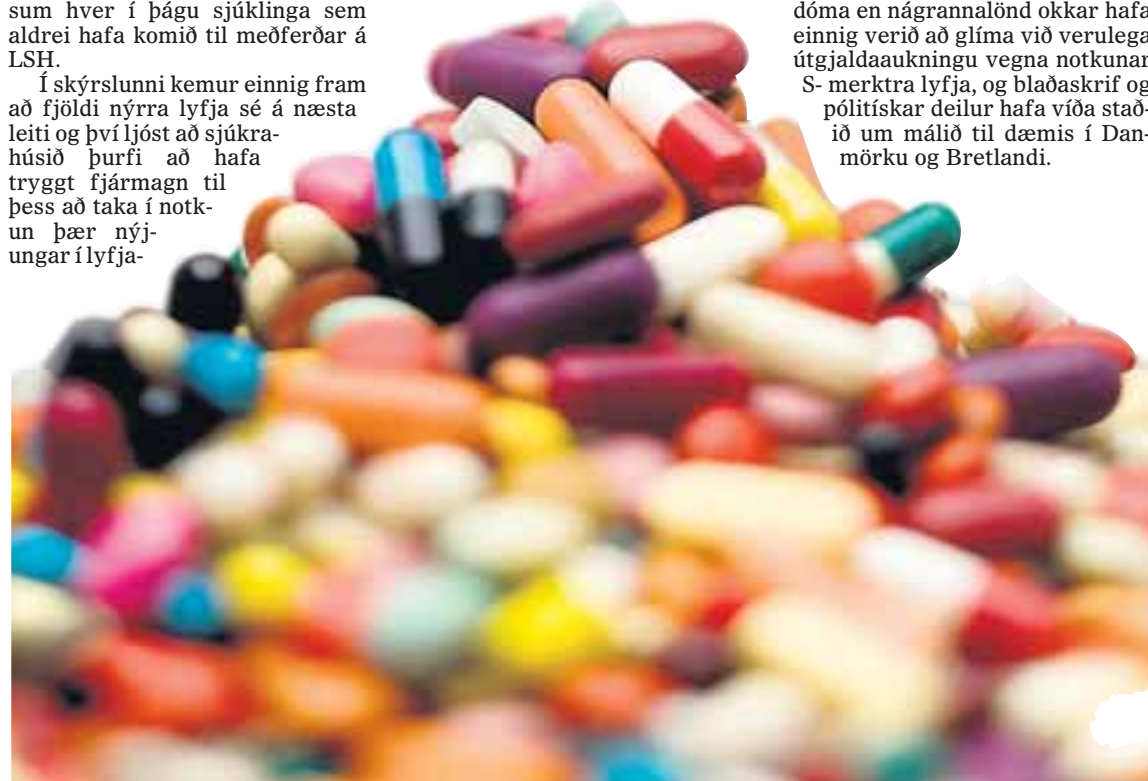 sum hver í þágu sjúklinga sem
aldrei hafa komið til meðferðar á
LSH.
Í skýrslunni kemur einnig fram
að fjöldi nýrra lyfja sé á næsta
leiti og því ljóst að sjúkra-
húsið þurfi að hafa
tryggt fjármagn til
þess að taka í notk-
un þær nýj-
ungar í lyfja-
dóma en nágrannalönd okkar hafa
einnig verið að glíma við verulega
útgjaldaaukningu vegna notkunar
S- merktra lyfja, og blaðaskrif og
pólitískar deilur hafa víða stað-
ið um málið til dæmis í Dan-
mörku og Bretlandi.